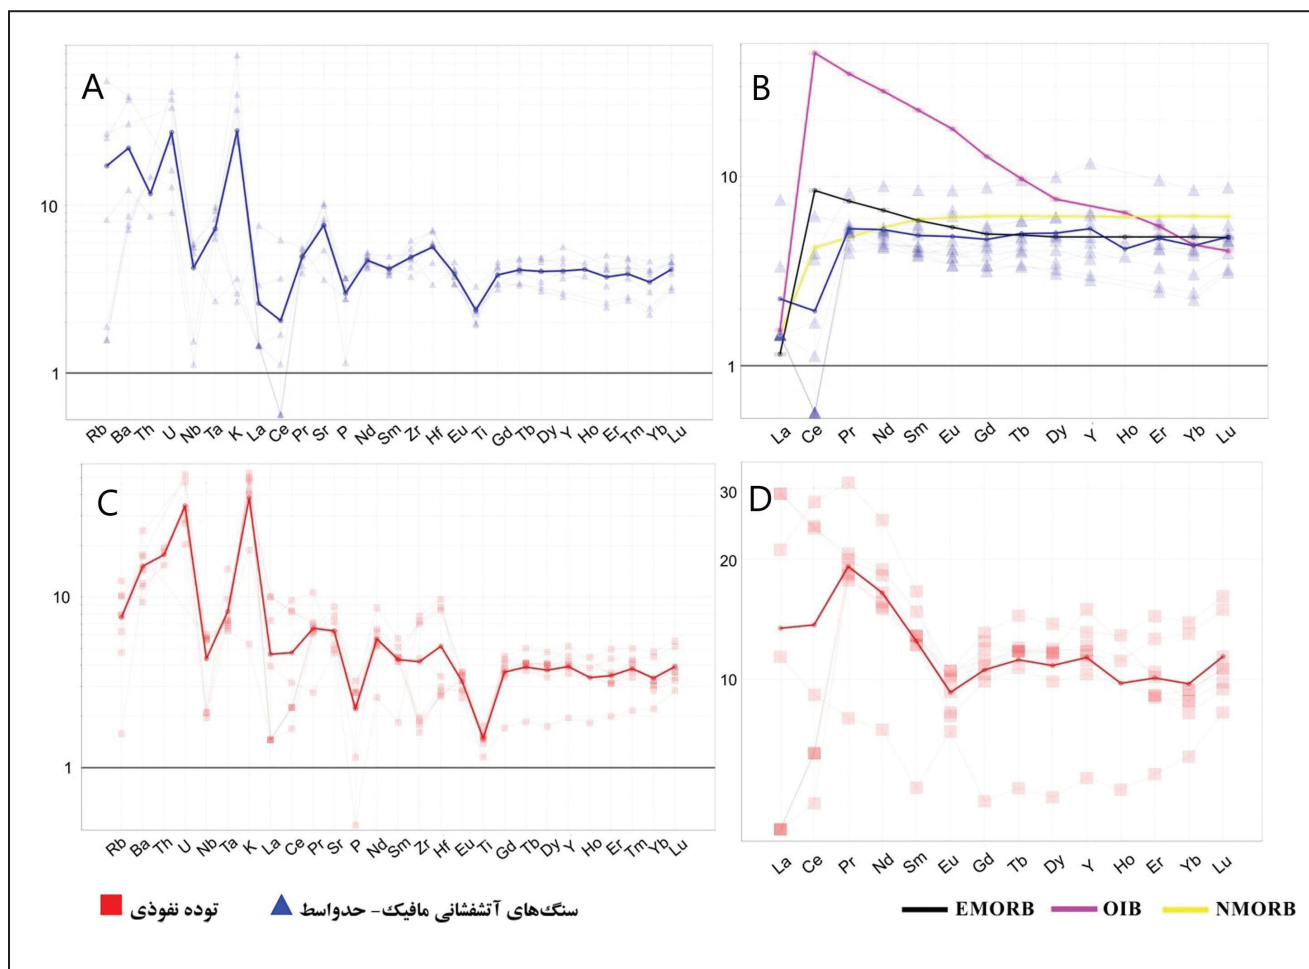 A
10
1
Rb Ba Th U Nb Ta K La Ce Pr Sr P Nd Sm Zr Hf Eu Ti Gd Tb Dy Y Ho Er Tm Yb Lu
B
10
1
La Ce Pr Nd Sm Eu Gd Tb Dy Y Ho Er Yb Lu
C
10
1
Rb Ba Th U Nb Ta K La Ce Pr Sr P Nd Sm Zr Hf Eu Ti Gd Tb Dy Y Ho Er Tm Yb Lu
D
30
20
10
La Ce Pr Nd Sm Eu Gd Tb Dy Y Ho Er Yb Lu
توده نفوذی
سنگ‌های آتشفشانی مافیک- حدواسط
EMORB OIB NMORB